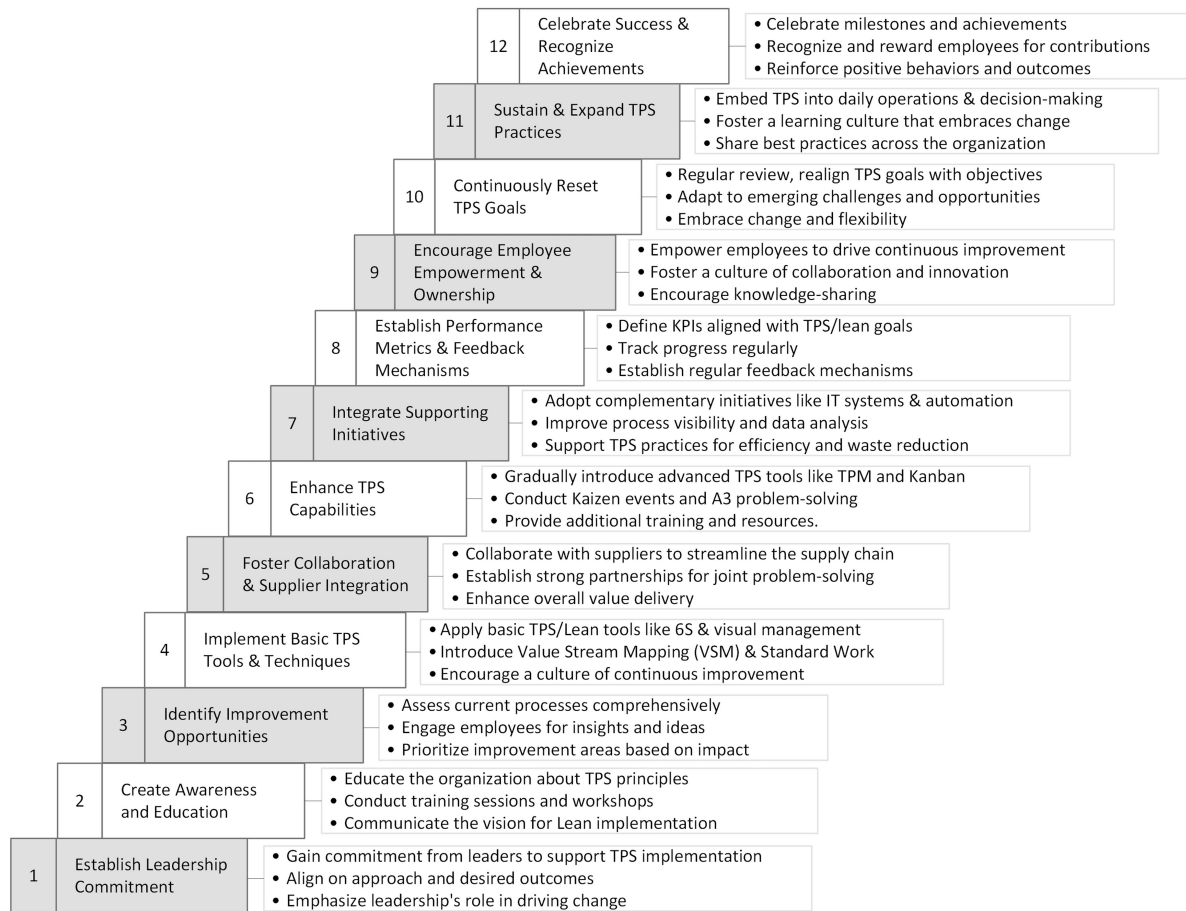 12
Celebrate Success &
Recognize
Achievements
• Celebrate milestones and achievements
• Recognize and reward employees for contributions
• Reinforce positive behaviors and outcomes
11
Sustain & Expand TPS
Practices
• Embed TPS into daily operations & decision-making
• Foster a learning culture that embraces change
• Share best practices across the organization
10
Continuously Reset
TPS Goals
• Regular review, realign TPS goals with objectives
• Adapt to emerging challenges and opportunities
• Embrace change and flexibility
9
Encourage Employee
Empowerment &
Ownership
• Empower employees to drive continuous improvement
• Foster a culture of collaboration and innovation
• Encourage knowledge-sharing
8
Establish Performance
Metrics & Feedback
Mechanisms
• Define KPIs aligned with TPS/lean goals
• Track progress regularly
• Establish regular feedback mechanisms
7
Integrate Supporting
Initiatives
• Adopt complementary initiatives like IT systems & automation
• Improve process visibility and data analysis
• Support TPS practices for efficiency and waste reduction
6
Enhance TPS
Capabilities
• Gradually introduce advanced TPS tools like TPM and Kanban
• Conduct Kaizen events and A3 problem-solving
• Provide additional training and resources.
5
Foster Collaboration
& Supplier Integration
• Collaborate with suppliers to streamline the supply chain
• Establish strong partnerships for joint problem-solving
• Enhance overall value delivery
4
Implement Basic TPS
Tools & Techniques
• Apply basic TPS/Lean tools like 6S & visual management
• Introduce Value Stream Mapping (VSM) & Standard Work
• Encourage a culture of continuous improvement
3
Identify Improvement
Opportunities
• Assess current processes comprehensively
• Engage employees for insights and ideas
• Prioritize improvement areas based on impact
2
Create Awareness
and Education
• Educate the organization about TPS principles
• Conduct training sessions and workshops
• Communicate the vision for Lean implementation
1
Establish Leadership
Commitment
• Gain commitment from leaders to support TPS implementation
• Align on approach and desired outcomes
• Emphasize leadership's role in driving change